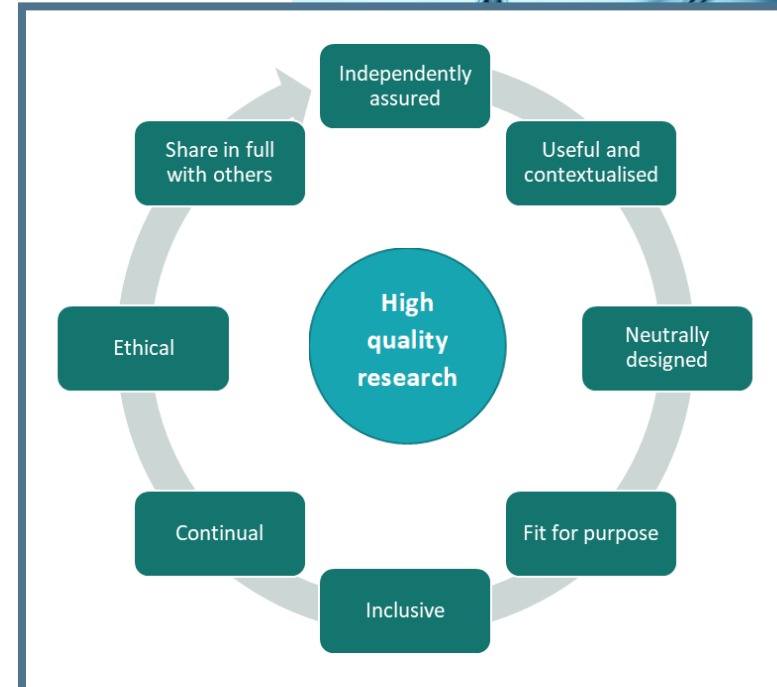 Independently
assured
Useful and
contextualised
Neutrally
designed
Fit for purpose
Inclusive
Continual
Ethical
Share in full
with others
High
quality
research